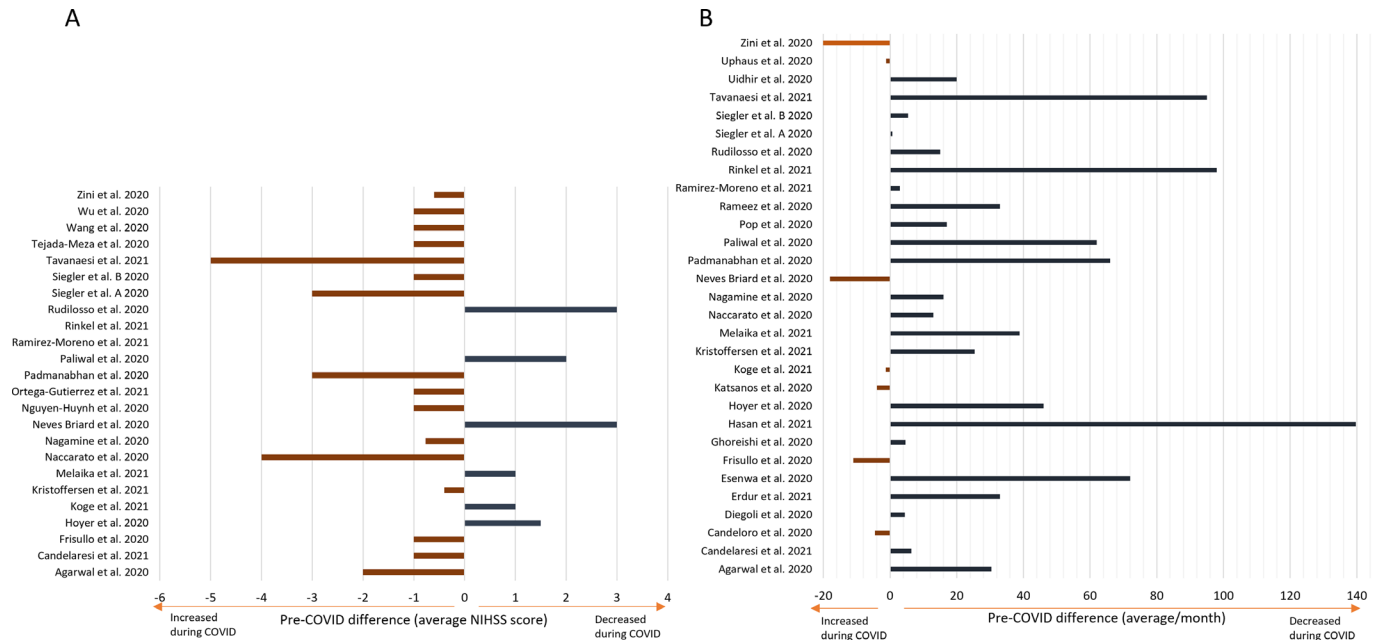 A
Zini et al. 2020
Wu et al. 2020
Wang et al. 2020
Tejada-Meza et al. 2020
Tavanaesi et al. 2021
Siegler et al. B 2020
Siegler et al. A 2020
Rudilosso et al. 2020
Rinkel et al. 2021
Ramirez-Moreno et al. 2021
Paliwal et al. 2020
Padmanabhan et al. 2020
Ortega-Gutierrez et al. 2021
Nguyen-Huynh et al. 2020
Neves Briard et al. 2020
Nagamine et al. 2020
Naccarato et al. 2020
Melaika et al. 2021
Kristoffersen et al. 2021
Koge et al. 2021
Hoyer et al. 2020
Frisullo et al. 2020
Candelaresi et al. 2021
Agarwal et al. 2020
-6 -5 -4 -3 -2 -1 0 1 2 3 4
Increased
during COVID
Pre-COVID difference (average NIHSS score)
Decreased
during COVID
B
Zini et al. 2020
Uphaus et al. 2020
Uidhir et al. 2020
Tavanaesi et al. 2021
Siegler et al. B 2020
Siegler et al. A 2020
Rudilosso et al. 2020
Rinkel et al. 2021
Ramirez-Moreno et al. 2021
Rameez et al. 2020
Pop et al. 2020
Paliwal et al. 2020
Padmanabhan et al. 2020
Neves Briard et al. 2020
Nagamine et al. 2020
Naccarato et al. 2020
Melaika et al. 2021
Kristoffersen et al. 2021
Koge et al. 2021
Katsanos et al. 2020
Hoyer et al. 2020
Hasan et al. 2021
Ghoreishi et al. 2020
Frisullo et al. 2020
Esenwa et al. 2020
Erdur et al. 2021
Diegoli et al. 2020
Candeloro et al. 2020
Candelaresi et al. 2021
Agarwal et al. 2020
-20 0 20 40 60 80 100 120 140
Increased
during COVID
Pre-COVID difference (average/month)
Decreased
during COVID